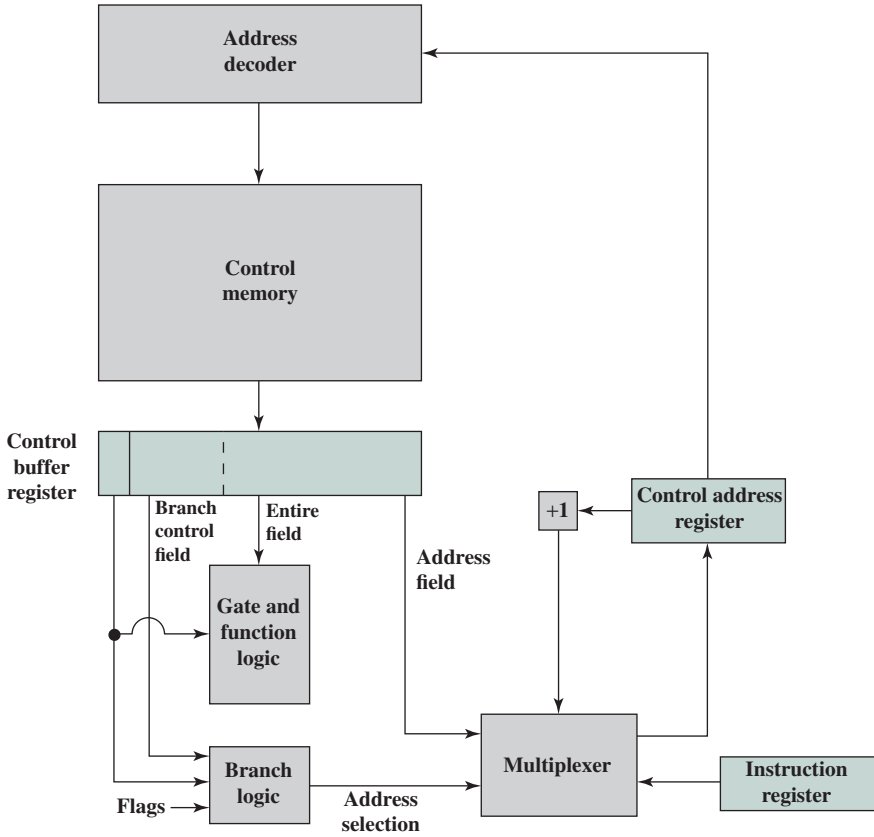 Address
decoder
Control
memory
Control
buffer
register
Branch
control
field
Entire
field
Address
field
+1
Control address
register
Gate and
function
logic
Branch
logic
Flags
Address
selection
Multiplexer
Instruction
register